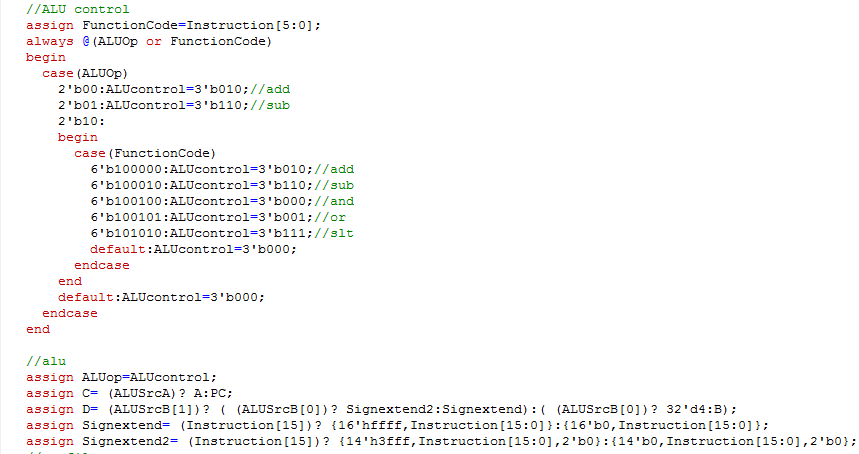 //ALU control
assign FunctionCode=Instruction[5:0];
always @(ALUOp or FunctionCode)
begin
  case(ALUOp)
    2'b00:ALUcontrol=3'b010;//add
    2'b01:ALUcontrol=3'b110;//sub
    2'b10:
    begin
      case(FunctionCode)
        6'b100000:ALUcontrol=3'b010;//add
        6'b100010:ALUcontrol=3'b110;//sub
        6'b100100:ALUcontrol=3'b000;//and
        6'b100101:ALUcontrol=3'b001;//or
        6'b101010:ALUcontrol=3'b111;//slt
        default:ALUcontrol=3'b000;
      endcase
    end
    default:ALUcontrol=3'b000;
  endcase
end

//alu
assign ALUop=ALUcontrol;
assign C= (ALUSrcA)? A:PC;
assign D= (ALUSrcB[1])? ( (ALUSrcB[0])? Signextend2:Signextend):( (ALUSrcB[0])? 32'd4:B);
assign Signextend= (Instruction[15])? {16'hffff,Instruction[15:0]}:{16'b0,Instruction[15:0]};
assign Signextend2= (Instruction[15])? {14'h3fff,Instruction[15:0],2'b0}:{14'b0,Instruction[15:0],2'b0};